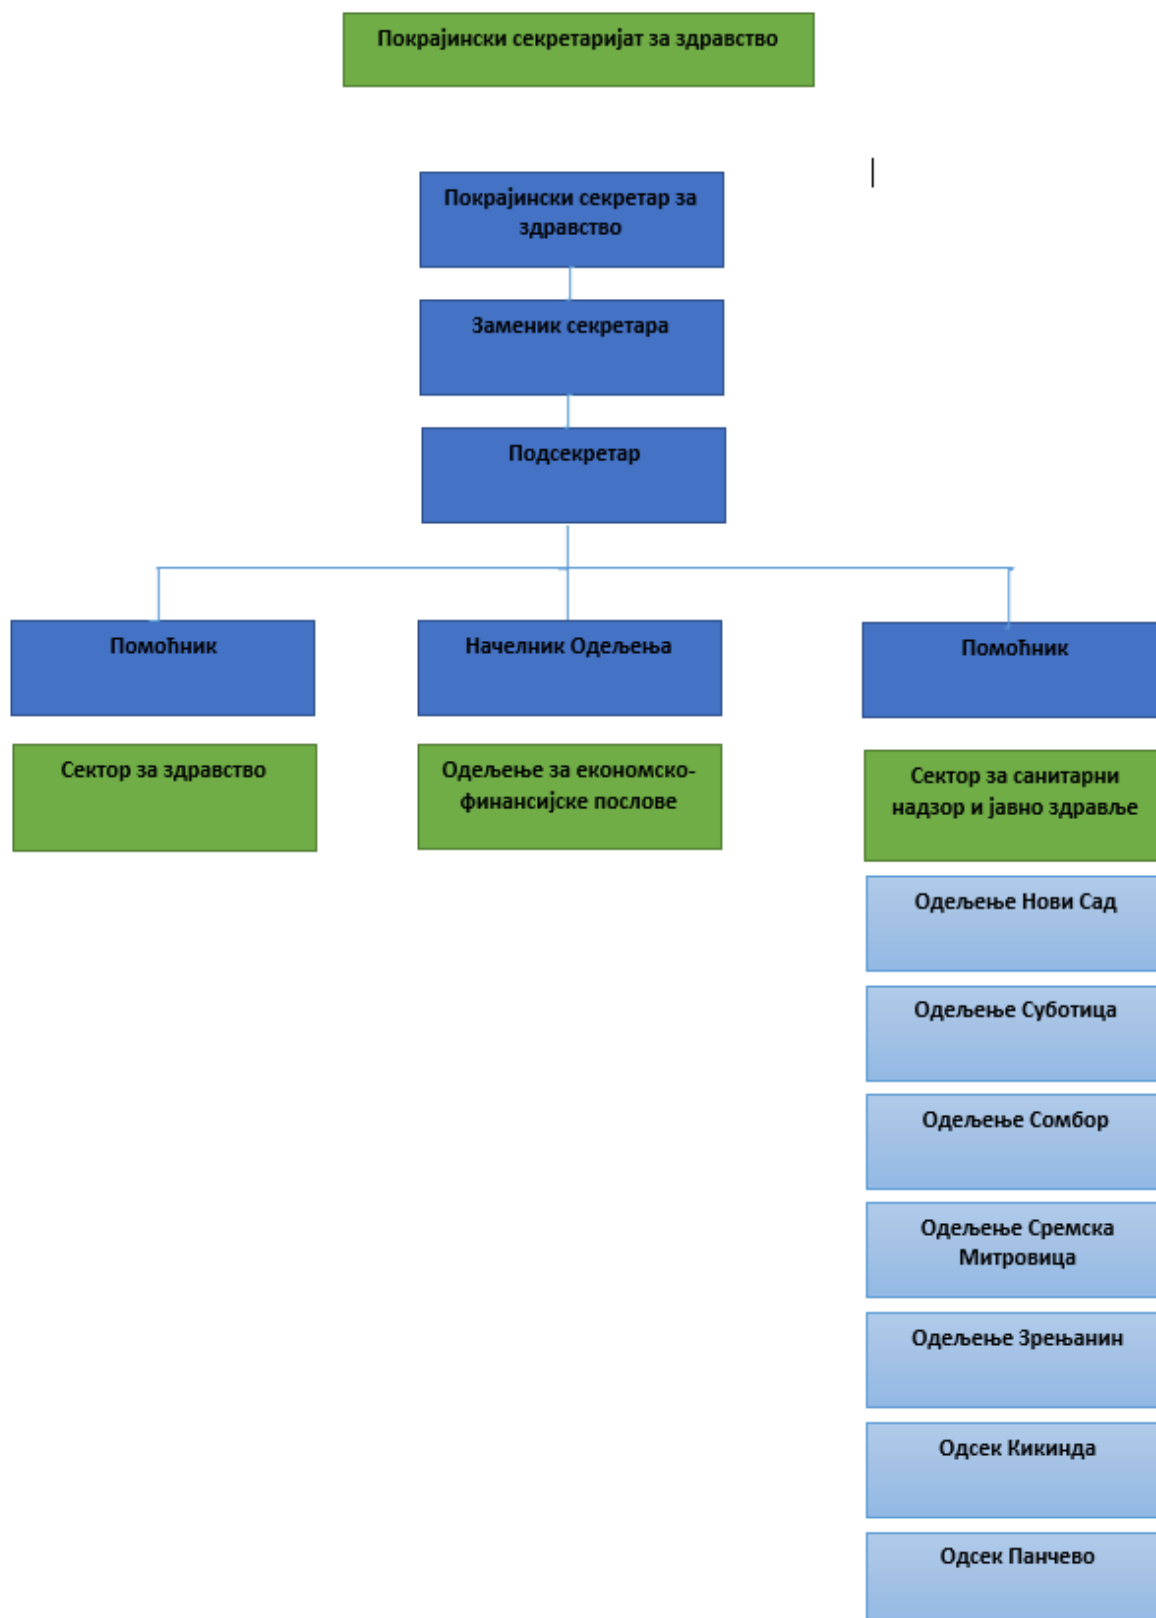 Покрајински секретаријат за здравство
Покрајински секретар за
здравство
Заменик секретара
Подсекретар
Помоћник
Начелник Одељења
Помоћник
Сектор за здравство
Одељење за економско-
финансијске послове
Сектор за санитарни
надзор и јавно здравље
Одељење Нови Сад
Одељење Суботица
Одељење Сомбор
Одељење Сремска
Митровица
Одељење Зрењанин
Одсек Кикинда
Одсек Панчево